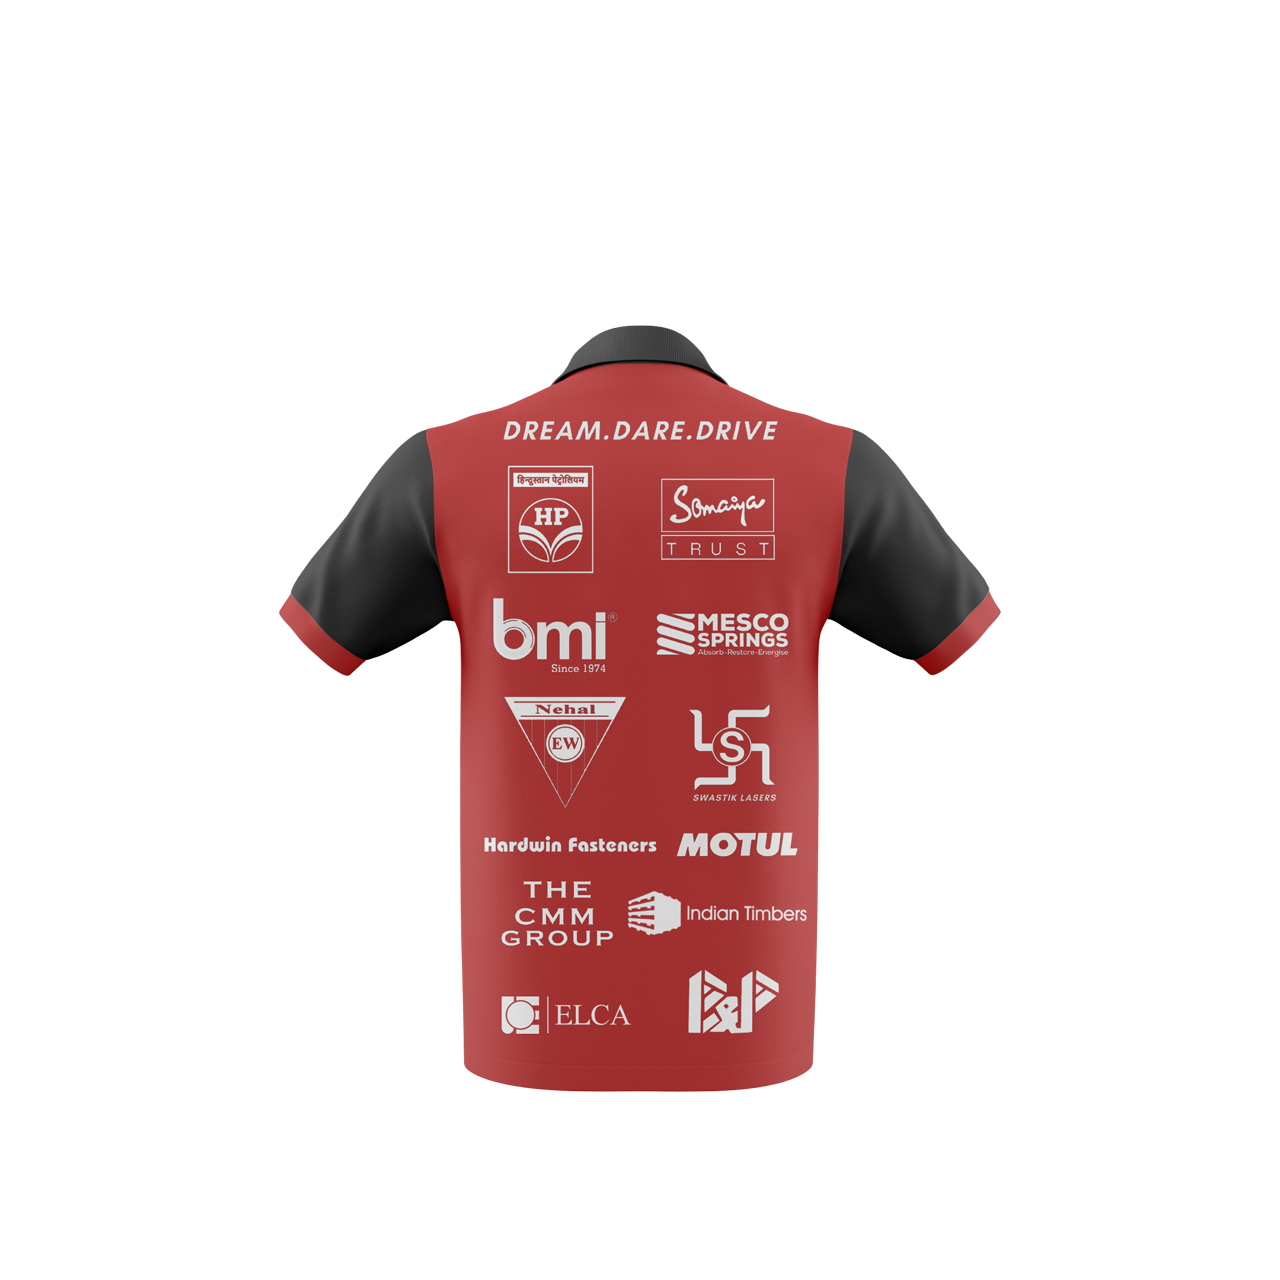 DREAM.DARE.DRIVE
हिन्दुस्तान पेट्रोलियम
HP
Somaiya
TRUST
bmi®
Since 1974
MESCO
SPRINGS
Absorb-Restore-Energise
Nehal
EW
S
SWASTIK LASERS
Hardwin Fasteners
MOTUL
THE
CMM
GROUP
Indian Timbers
ELCA
P&P